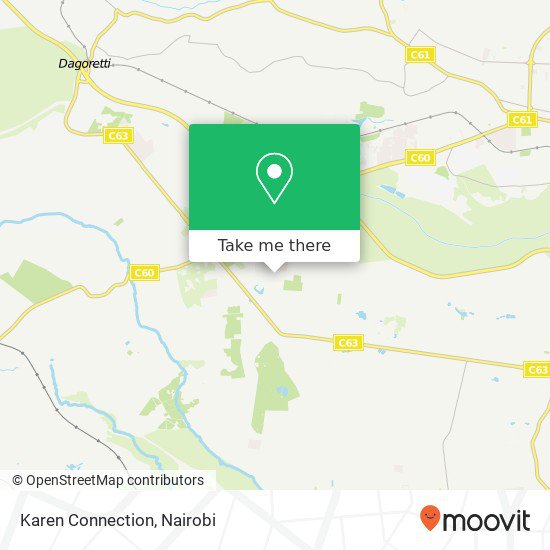 C61
Dagoretti
C61
C63
C60
Take me there
C60
C63
C63
© OpenStreetMap contributors
Karen Connection, Nairobi
moovit